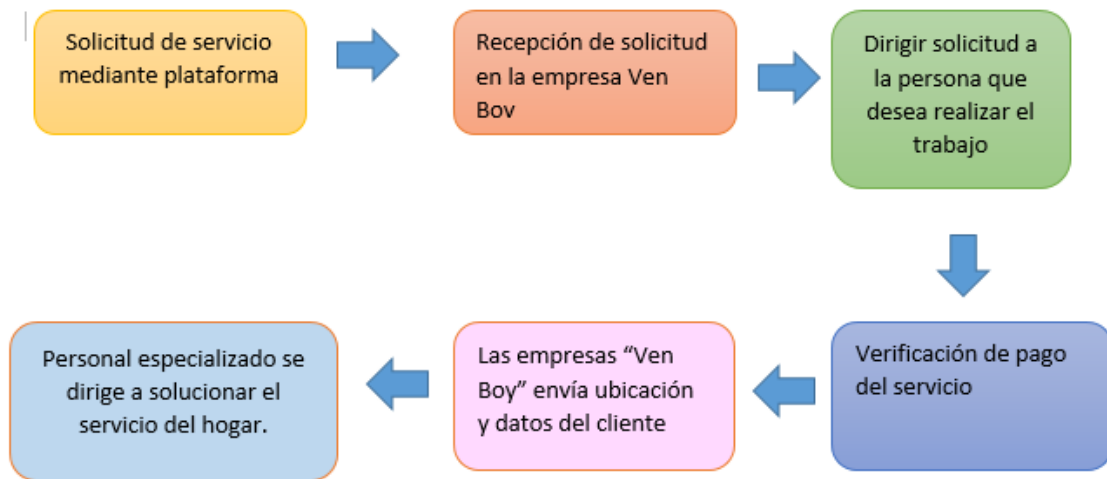 Solicitud de servicio
mediante plataforma
Recepción de solicitud
en la empresa Ven
Bov
Dirigir solicitud a
la persona que
desea realizar el
trabajo
Verificación de pago
del servicio
Las empresas “Ven
Boy” envía ubicación
y datos del cliente
Personal especializado se
dirige a solucionar el
servicio del hogar.